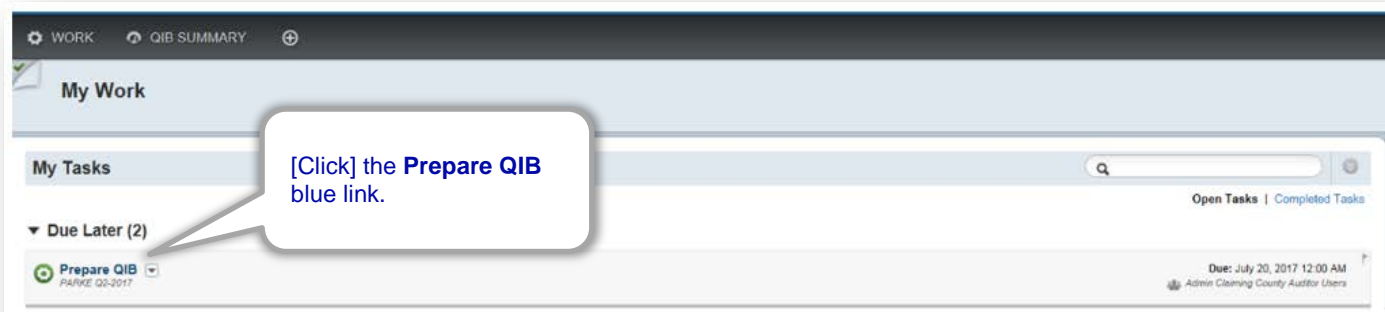 WORK QIB SUMMARY
My Work
[Click] the Prepare QIB
blue link.
My Tasks
Open Tasks | Completed Tasks
Due Later (2)
Prepare QIB
PARKE Q2-2017
Due: July 20, 2017 12:00 AM
Admin Claiming County Auditor Users